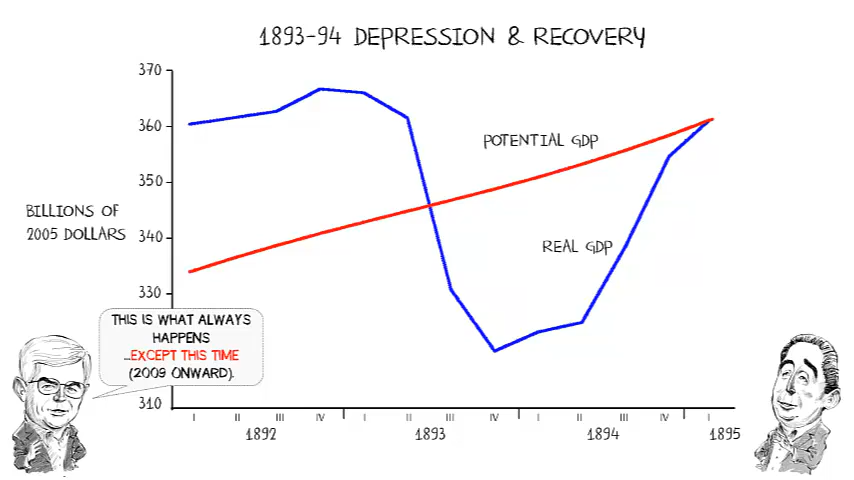 1893-94 DEPRESSION & RECOVERY
370
360
350
340
330
310
BILLIONS OF
2005 DOLLARS
POTENTIAL GDP
REAL GDP
THIS IS WHAT ALWAYS
HAPPENS
...EXCEPT THIS TIME
(2009 ONWARD).
I II III IV I II III IV I II III IV I
1892 1893 1894 1895